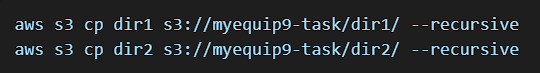 aws s3 cp dir1 s3://myequip9-task/dir1/ --recursive
aws s3 cp dir2 s3://myequip9-task/dir2/ --recursive